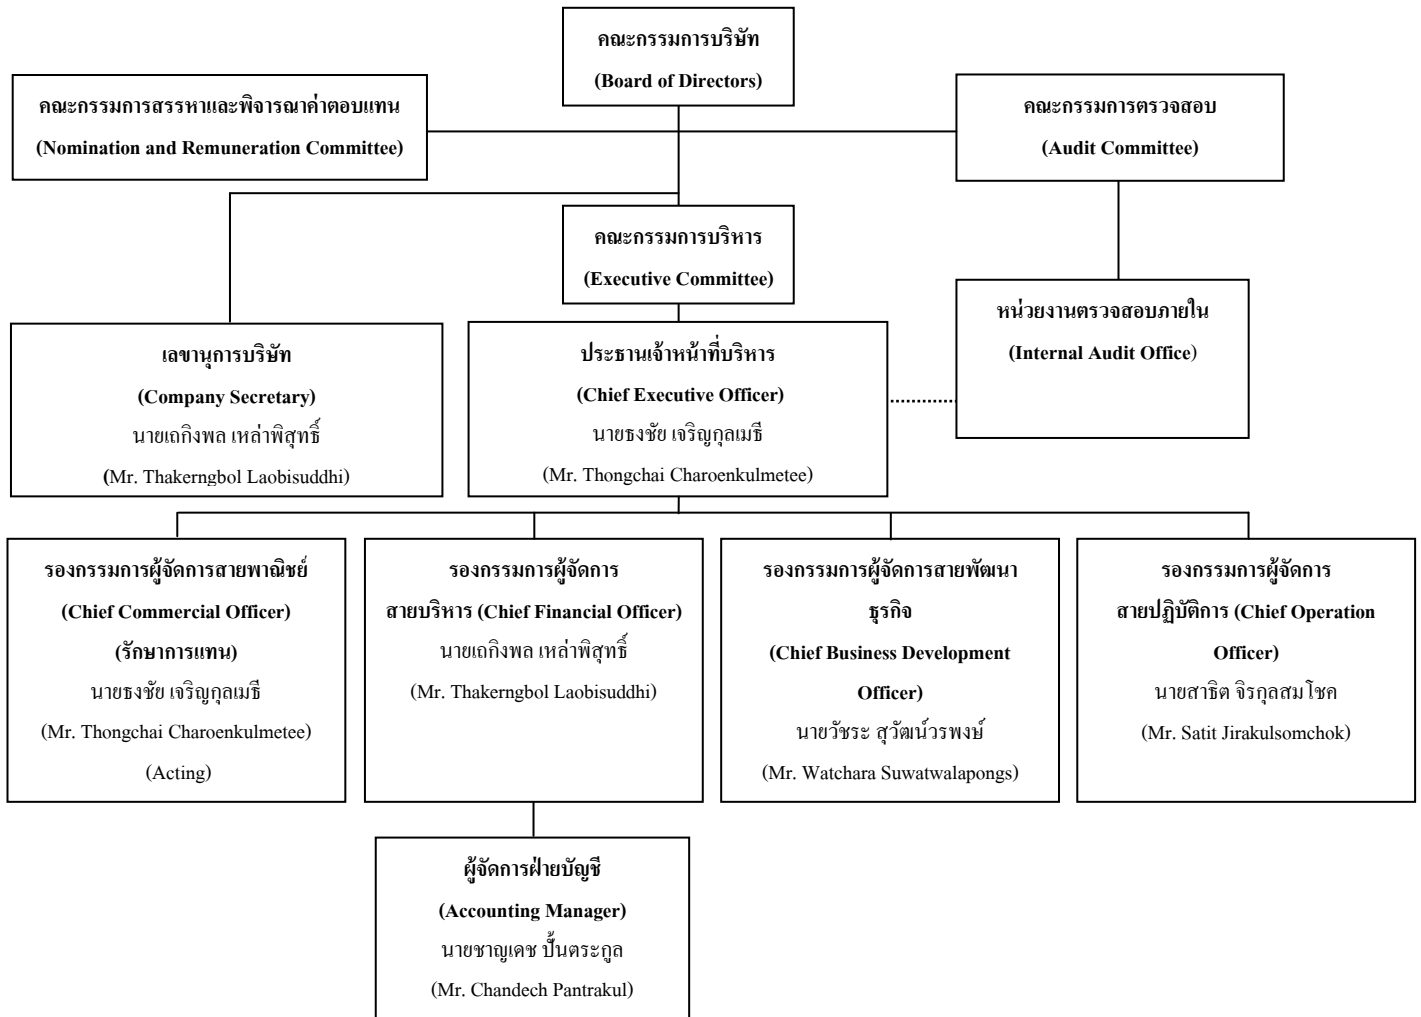 คณะกรรมการบริษัท
(Board of Directors)
คณะกรรมการสรรหาและพิจารณาค่าตอบแทน
(Nomination and Remuneration Committee)
คณะกรรมการตรวจสอบ
(Audit Committee)
คณะกรรมการบริหาร
(Executive Committee)
หน่วยงานตรวจสอบภายใน
(Internal Audit Office)
เลขานุการบริษัท
(Company Secretary)
นายเถกิงพล เหล่าพิสุทธิ์
(Mr. Thakerngbol Laobisuddhi)
ประธานเจ้าหน้าที่บริหาร
(Chief Executive Officer)
นายธงชัย เจริญกุลเมธี
(Mr. Thongchai Charoenkulmetee)
รองกรรมการผู้จัดการสายพาณิชย์
(Chief Commercial Officer)
(รักษาการแทน)
นายธงชัย เจริญกุลเมธี
(Mr. Thongchai Charoenkulmetee)
(Acting)
รองกรรมการผู้จัดการ
สายบริหาร (Chief Financial Officer)
นายเถกิงพล เหล่าพิสุทธิ์
(Mr. Thakerngbol Laobisuddhi)
รองกรรมการผู้จัดการสายพัฒนา
ธุรกิจ
(Chief Business Development
Officer)
นายวัชระ สุวัฒน์วรพงษ์
(Mr. Watchara Suwatwalapongs)
รองกรรมการผู้จัดการ
สายปฏิบัติการ (Chief Operation
Officer)
นายสาธิต จิรกุลสมโชค
(Mr. Satit Jirakulsomchok)
ผู้จัดการฝ่ายบัญชี
(Accounting Manager)
นายชาญเดช ปั้นตระกูล
(Mr. Chandech Pantrakul)